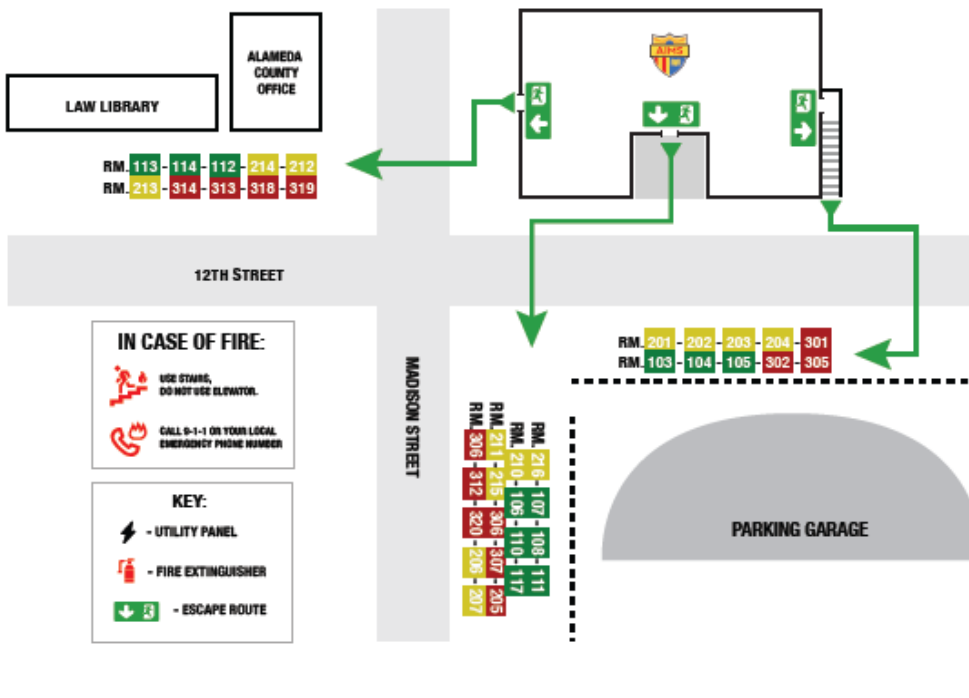 ALAMEDA
COUNTY
OFFICE
LAW LIBRARY
AIMS
RM. 113 - 114 - 112 - 214 - 212
RM. 213 - 314 - 313 - 318 - 319
12TH STREET
MADISON STREET
RM. 201 - 202 - 203 - 204 - 301
RM. 103 - 104 - 105 - 302 - 305
IN CASE OF FIRE:
USE STAIRS,
DO NOT USE ELEVATOR.
CALL 9-1-1 OR YOUR LOCAL
EMERGENCY PHONE NUMBER
RM. 216 - 107 - 108 - 111
RM. 210 - 106 - 110 - 117
RM. 211 - 215 - 306 - 307 - 205
RM. 306 - 312 - 320 - 206 - 207
PARKING GARAGE
KEY:
- UTILITY PANEL
- FIRE EXTINGUISHER
- ESCAPE ROUTE